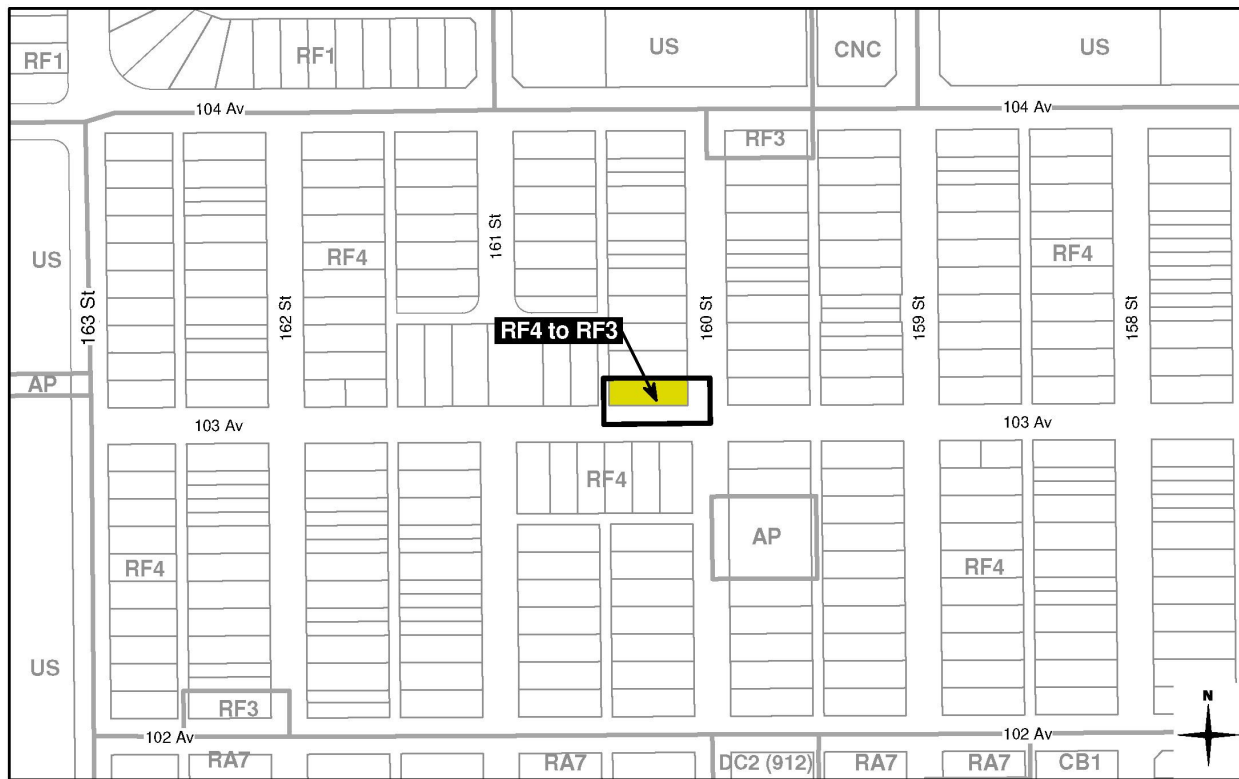 RF1
RF1
US
CNC
US
104 Av
104 Av
RF3
US
RF4
161 St
RF4
163 St
162 St
RF4 to RF3
160 St
159 St
158 St
AP
103 Av
103 Av
RF4
AP
RF4
RF4
US
RF3
N
102 Av
102 Av
RA7
RA7
DC2 (912)
RA7
RA7
CB1